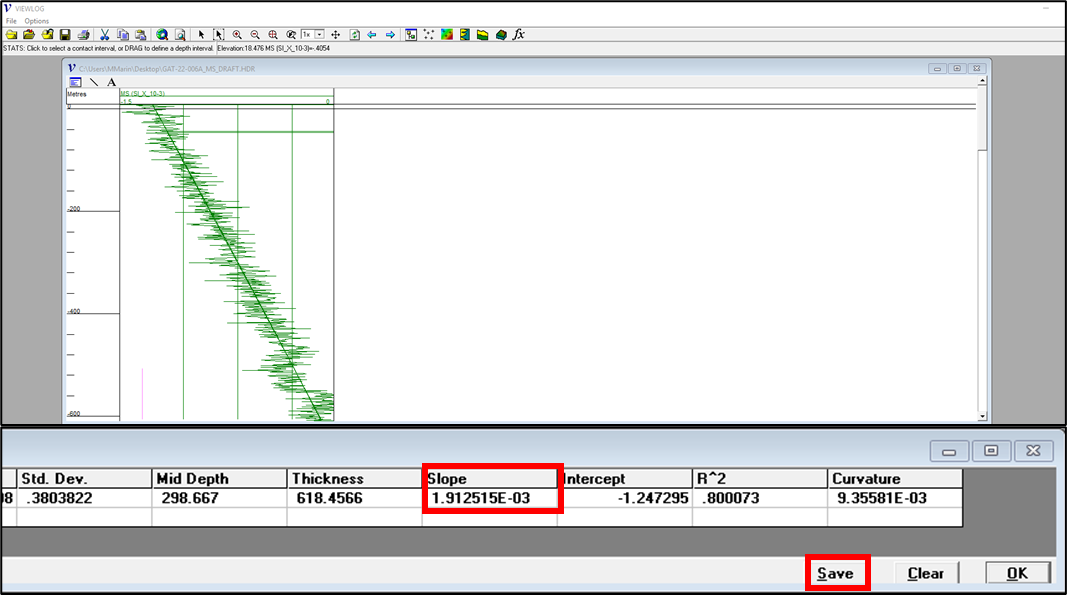 VIEWLOG
File Options
1x
fx
STATS: Click to select a contact interval, or DRAG to define a depth interval. Elevation:18.476 MS (SI_X_10-3)=-.4054
C:\Users\MMarin\Desktop\GAT-22-006A_MS_DRAFT.HDR
A
Metres MS (SI_X_10-3)
-1.5 0
0
-200
-400
-600
Std. Dev. Mid Depth Thickness Slope Intercept R^2 Curvature
08 .3803822 298.667 618.4566 1.912515E-03 -1.247295 .800073 9.35581E-03
Save Clear OK